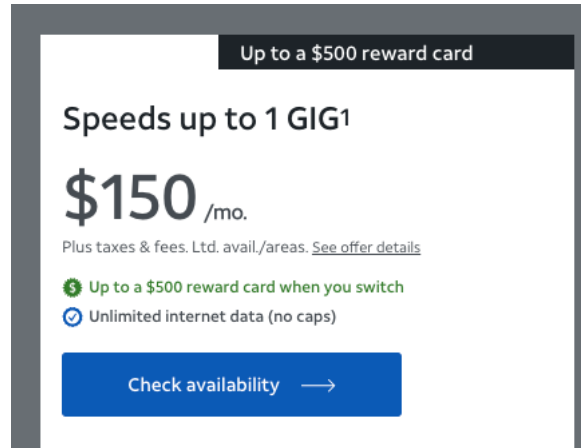 Up to a $500 reward card
Speeds up to 1 GIG¹
$150 /mo.
Plus taxes & fees. Ltd. avail./areas. See offer details
$ Up to a $500 reward card when you switch
Unlimited internet data (no caps)
Check availability →